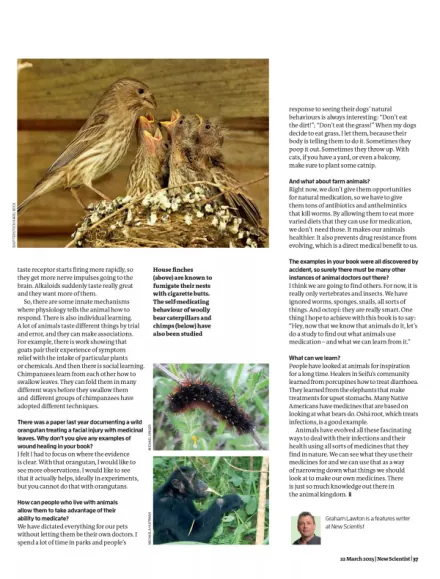 taste receptor starts firing more rapidly, so
they get more nerve impulses going to the
brain. Alkaloids suddenly taste really great
and they want more of them.
So, there are some innate mechanisms
where physiology tells the animal how to
respond. There is also individual learning.
A lot of animals taste different things by trial
and error, and they can make associations.
For example, there is work showing that
goats pair their experience of symptom
relief with the intake of particular plants
or chemicals. And then there is social learning.
Chimpanzees learn from each other how to
swallow leaves. They can fold them in many
different ways before they swallow them
and different groups of chimpanzees have
adopted different techniques.
There was a paper last year documenting a wild
orangutan treating a facial injury with medicinal
leaves. Why don't you give any examples of
wound healing in your book?
I felt I had to focus on where the evidence
is clear. With that orangutan, I would like to
see more observations. I would like to see
that it actually helps, ideally in experiments,
but you cannot do that with orangutans.
How can people who live with animals
allow them to take advantage of their
ability to medicate?
We have dictated everything for our pets
without letting them be their own doctors. I
spend a lot of time in parks and people's
House finches
(above) are known to
fumigate their nests
with cigarette butts.
The self-medicating
behaviour of woolly
bear caterpillars and
chimps (below) have
also been studied
response to seeing their dogs' natural
behaviours is always interesting: "Don't eat
the dirt!". "Don't eat the grass!" When my dogs
decide to eat grass, I let them, because their
body is telling them to do it. Sometimes they
poop it out. Sometimes they throw up. With
cats, if you have a yard, or even a balcony,
make sure to plant some catnip.
And what about farm animals?
Right now, we don't give them opportunities
for natural medication, so we have to give
them tons of antibiotics and anthelmintics
that kill worms. By allowing them to eat more
varied diets that they can use for medication,
we don't need those. It makes our animals
healthier. It also prevents drug resistance from
evolving, which is a direct medical benefit to us.
The examples in your book were all discovered by
accident, so surely there must be many other
instances of animal doctors out there?
I think we are going to find others. For now, it is
really only vertebrates and insects. We have
ignored worms, sponges, snails, all sorts of
things. And octopi: they are really smart. One
thing I hope to achieve with this book is to say:
"Hey, now that we know that animals do it, let's
do a study to find out what animals use
medication – and what we can learn from it."
What can we learn?
People have looked at animals for inspiration
for a long time. Healers in Seifu's community
learned from porcupines how to treat diarrhoea.
They learned from the elephants that make
treatments for upset stomachs. Many Native
Americans have medicines that are based on
looking at what bears do. Oshá root, which treats
infections, is a good example.
Animals have evolved all these fascinating
ways to deal with their infections and their
health using all sorts of medicines that they
find in nature. We can see what they use their
medicines for and we can use that as a way
of narrowing down what things we should
look at to make our own medicines. There
is just so much knowledge out there in
the animal kingdom.
Graham Lawton is a features writer
at New Scientist
22 March 2025 | New Scientist | 37